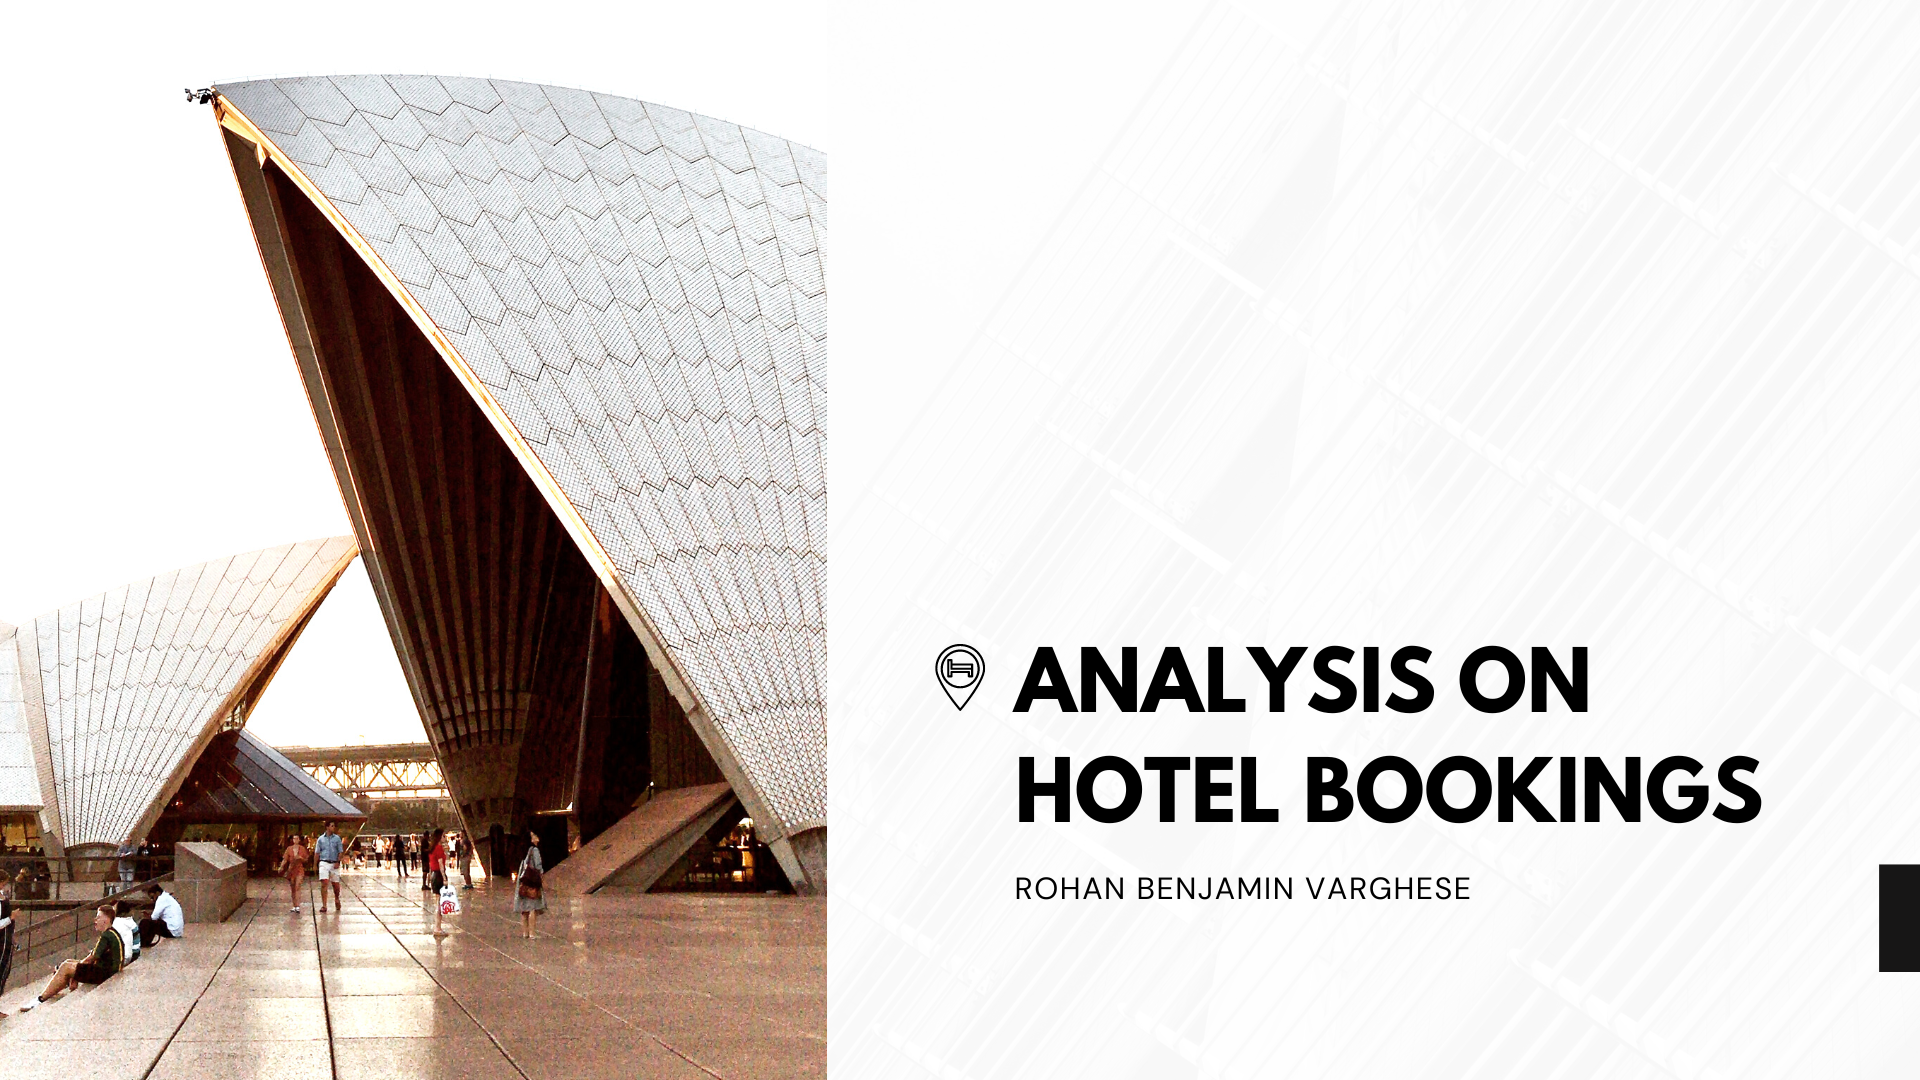 ANALYSIS ON
HOTEL BOOKINGS
ROHAN BENJAMIN VARGHESE